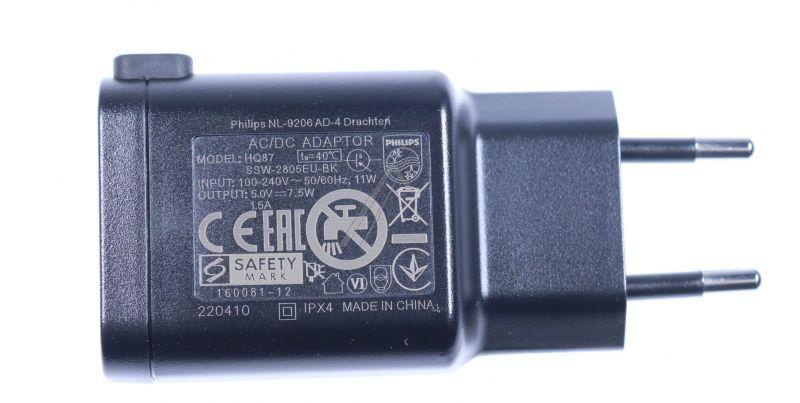 Philips NL-9206 AD-4 Drachten
AC/DC ADAPTOR
MODEL: HQ87 ta=40℃
SSW-2805EU-BK
PHILIPS
INPUT: 100-240V～50/60Hz, 11W
OUTPUT: 5.0V⎓7.5W
1.5A
CE EAC
S SAFETY
MARK
VI
160081-12
220410 IPX4 MADE IN CHINA